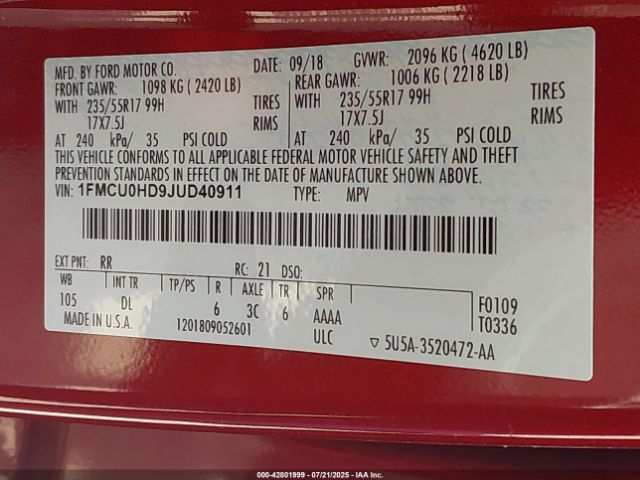 MFD. BY FORD MOTOR CO. DATE: 09/18 GVWR: 2096 KG ( 4620 LB)
FRONT GAWR: 1098 KG ( 2420 LB) REAR GAWR: 1006 KG ( 2218 LB)
WITH 235/55R17 99H TIRES WITH 235/55R17 99H TIRES
17X7.5J RIMS 17X7.5J RIMS
AT 240 kPa/ 35 PSI COLD AT 240 kPa/ 35 PSI COLD
THIS VEHICLE CONFORMS TO ALL APPLICABLE FEDERAL MOTOR VEHICLE SAFETY AND THEFT
PREVENTION STANDARDS IN EFFECT ON THE DATE OF MANUFACTURE SHOWN ABOVE.
VIN: 1FMCU0HD9JUD40911 TYPE: MPV
EXT PNT: RR RC: 21 DSO:
WB INT TR TP/PS R AXLE TR SPR
105 DL 6 3C 6 AAAA F0109
MADE IN U.S.A. 1201809052601 ULC T0336
▽ 5U5A-3520472-AA
000-42801999 - 07/21/2025 - IAAI.COM